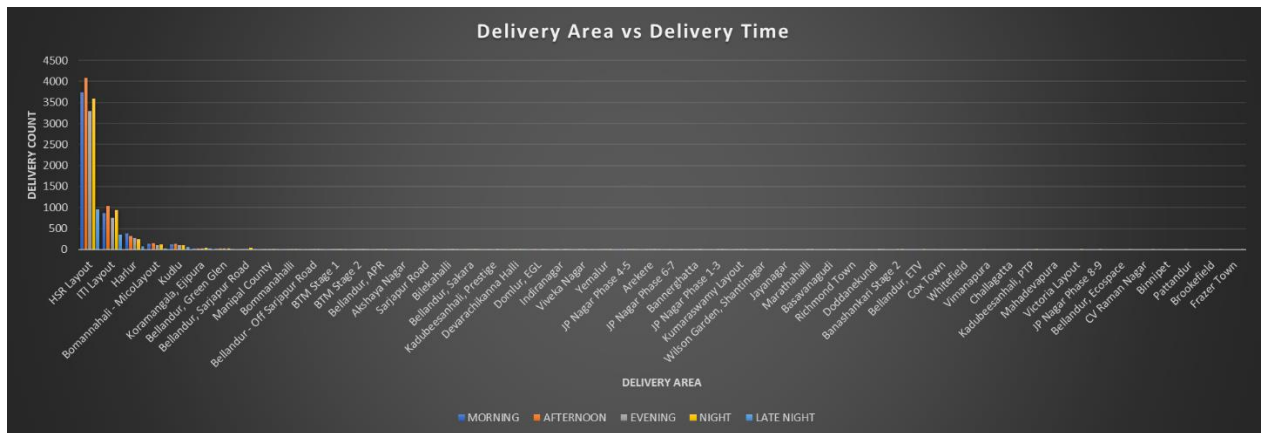 Delivery Area vs Delivery Time
4500
4000
3500
3000
2500
2000
1500
1000
500
0
DELIVERY COUNT
HSR Layout
ITI Layout
Harlur
Bomannahali - MicoLayout
Kudlu
Koramangala, Ejipura
Bellandur, Green Glen
Bellandur, Sarjapur Road
Manipal County
Bommanahalli
Bellandur - Off Sarjapur Road
BTM Stage 1
BTM Stage 2
Bellandur, APR
Akshaya Nagar
Sarjapur Road
Bilekahalli
Bellandur, Sakara
Kadubeesanhali, Prestige
Devarachikanna Halli
Domlur, EGL
Indiranagar
Viveka Nagar
Yemalur
JP Nagar Phase 4-5
Arekere
JP Nagar Phase 6-7
Bannerghatta
JP Nagar Phase 1-3
Kumaraswamy Layout
Wilson Garden, Shantinagar
Jayanagar
Marathahalli
Basavanagudi
Richmond Town
Doddanekundi
Banashankari Stage 2
Bellandur, ETV
Cox Town
Whitefield
Vimanapura
Challagatta
Kadubeesanhali, PTP
Mahadevapura
Victoria Layout
JP Nagar Phase 8-9
Bellandur, Ecospace
CV Raman Nagar
Binnipet
Pattandur
Brookefield
Frazer Town
DELIVERY AREA
MORNING AFTERNOON EVENING NIGHT LATE NIGHT